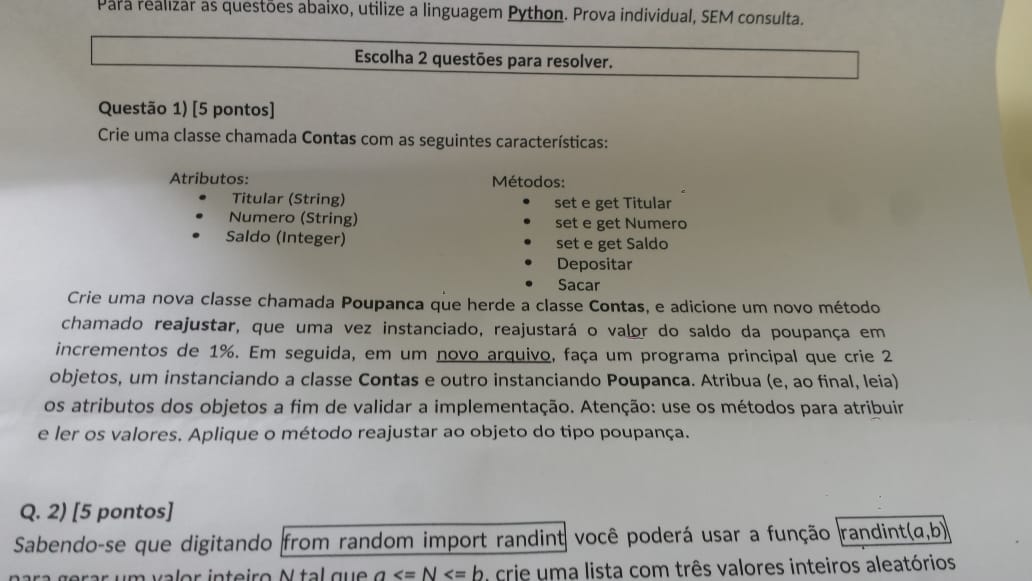 Para realizar as questões abaixo, utilize a linguagem Python. Prova individual, SEM consulta.
Escolha 2 questões para resolver.
Questão 1) [5 pontos]
Crie uma classe chamada Contas com as seguintes características:
Atributos:
• Titular (String)
• Numero (String)
• Saldo (Integer)
Métodos:
• set e get Titular
• set e get Numero
• set e get Saldo
• Depositar
• Sacar
Crie uma nova classe chamada Poupanca que herde a classe Contas, e adicione um novo método
chamado reajustar, que uma vez instanciado, reajustará o valor do saldo da poupança em
incrementos de 1%. Em seguida, em um novo arquivo, faça um programa principal que crie 2
objetos, um instanciando a classe Contas e outro instanciando Poupanca. Atribua (e, ao final, leia)
os atributos dos objetos a fim de validar a implementação. Atenção: use os métodos para atribuir
e ler os valores. Aplique o método reajustar ao objeto do tipo poupança.
Q. 2) [5 pontos]
Sabendo-se que digitando from random import randint você poderá usar a função randint(a,b)
para gerar um valor inteiro N tal que a <= N <= b, crie uma lista com três valores inteiros aleatórios